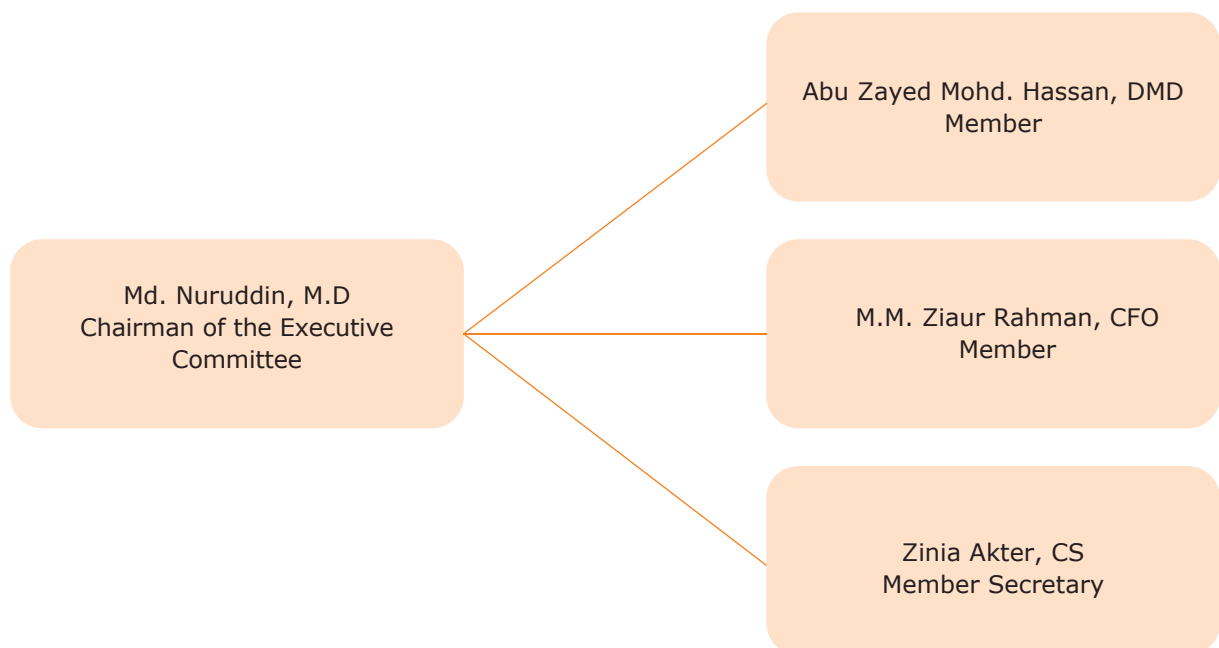 Md. Nuruddin, M.D
Chairman of the Executive
Committee
Abu Zayed Mohd. Hassan, DMD
Member
M.M. Ziaur Rahman, CFO
Member
Zinia Akter, CS
Member Secretary